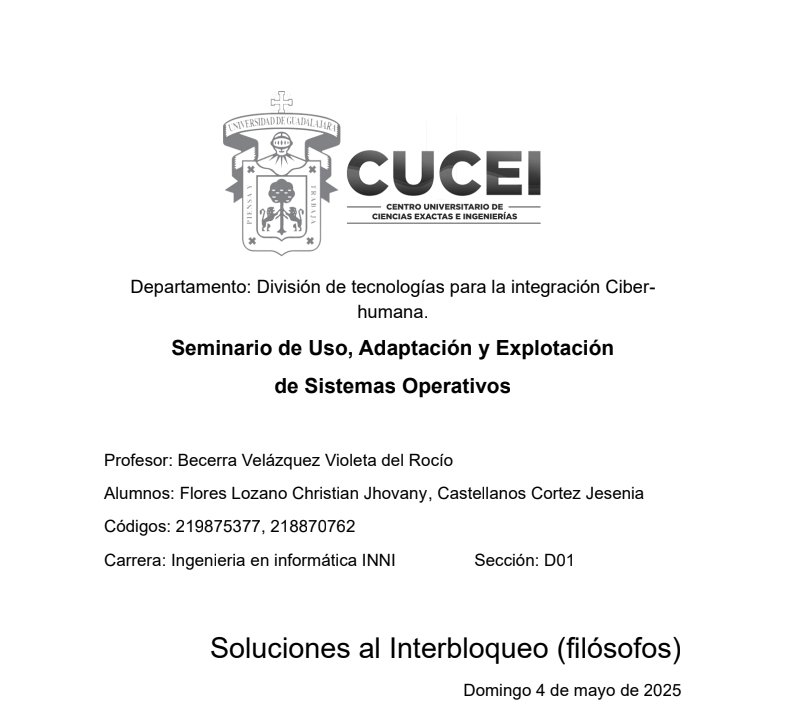 UNIVERSIDAD DE GUADALAJARA
PIENSA Y
TRABAJA
CUCEI
CENTRO UNIVERSITARIO DE
CIENCIAS EXACTAS E INGENIERÍAS
Departamento: División de tecnologías para la integración Ciber-
humana.
Seminario de Uso, Adaptación y Explotación
de Sistemas Operativos
Profesor: Becerra Velázquez Violeta del Rocío
Alumnos: Flores Lozano Christian Jhovany, Castellanos Cortez Jesenia
Códigos: 219875377, 218870762
Carrera: Ingenieria en informática INNI Sección: D01
Soluciones al Interbloqueo (filósofos)
Domingo 4 de mayo de 2025